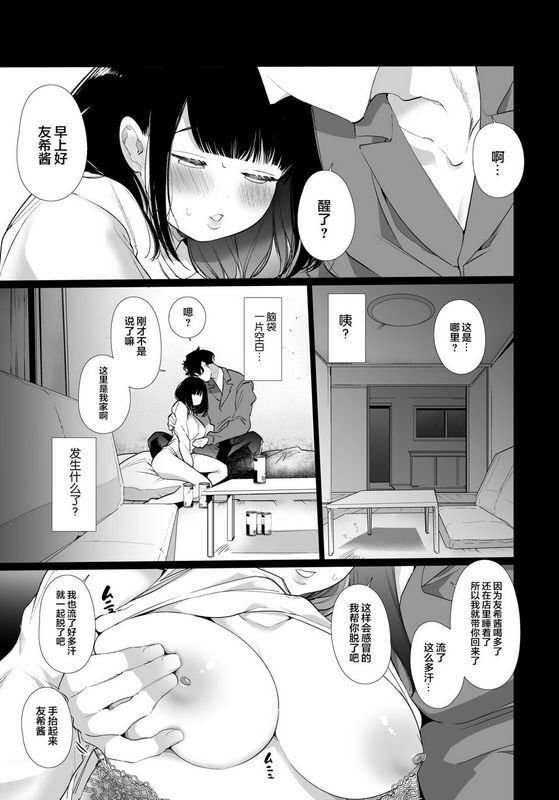 啊…
醒了？
早上好
友希酱
这是…
哪里？
咦？
脑袋
一片空白…
嗯？
刚才不是
说了嘛
这里是我家啊
发生什么了？
因为友希酱喝多了
还在店里睡着了
所以我就带你回来了
流了
这么多汗…
这样会感冒的
我帮你脱了吧
我也流了好多汗
就一起脱了吧
手抬起来
友希酱